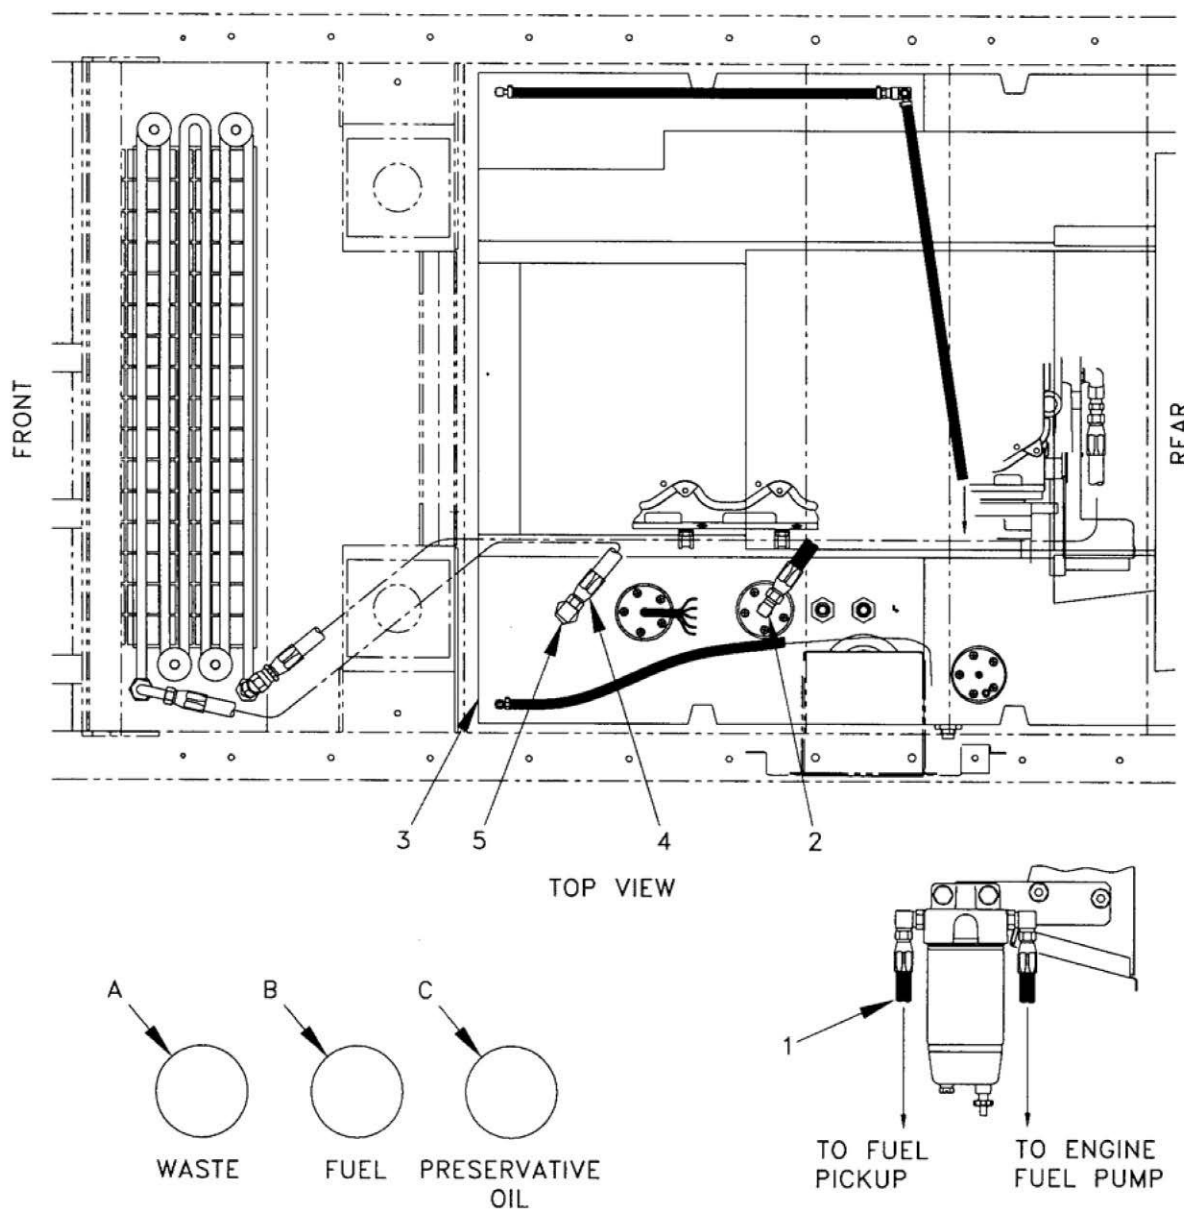 FRONT
REAR
3
5
4
2
TOP VIEW
A
B
C
1
WASTE
FUEL
PRESERVATIVE
OIL
TO FUEL
PICKUP
TO ENGINE
FUEL PUMP